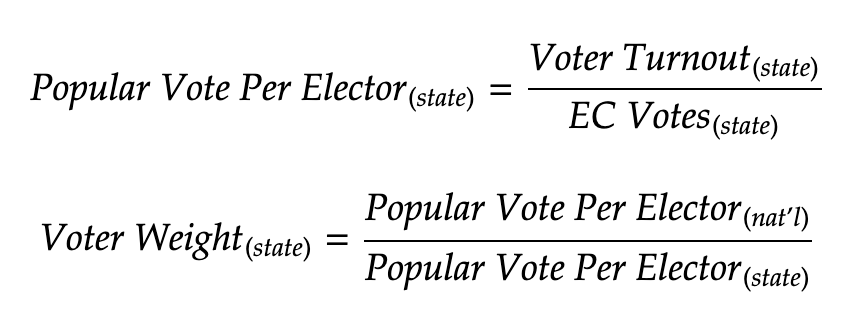 Popular Vote Per Elector(state) = Voter Turnout(state) / EC Votes(state)
Voter Weight(state) = Popular Vote Per Elector(nat'l) / Popular Vote Per Elector(state)